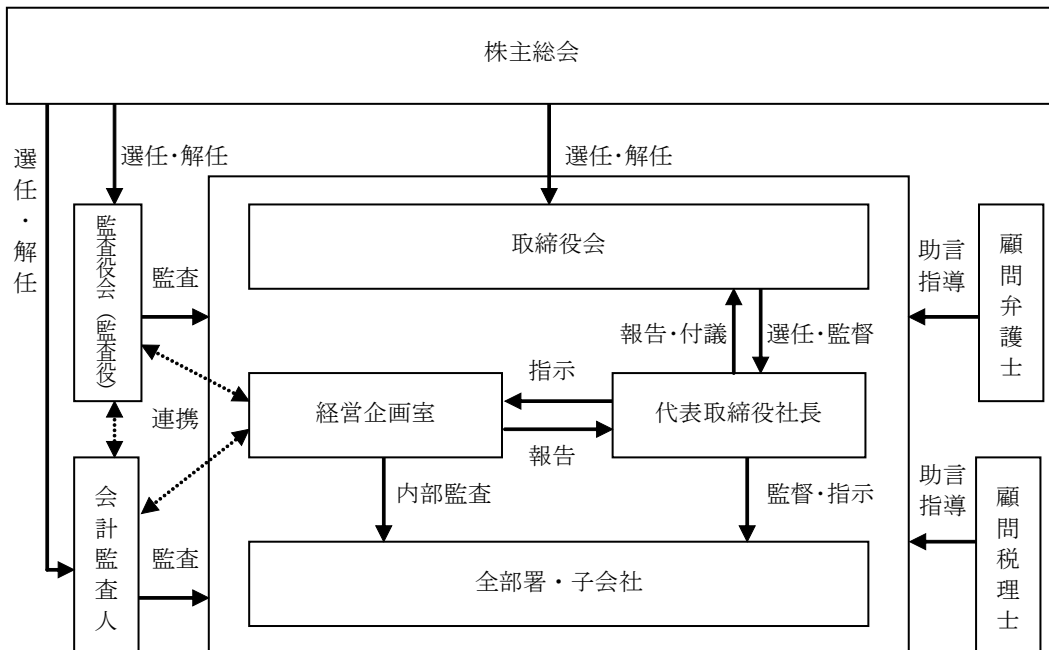 株主総会
選任・解任
選任・解任
選任・解任
監査役会（監査役）
監査
取締役会
助言
指導
顧問弁護士
報告・付議
選任・監督
指示
経営企画室
代表取締役社長
連携
報告
内部監査
監督・指示
助言
指導
顧問税理士
会計監査人
監査
全部署・子会社